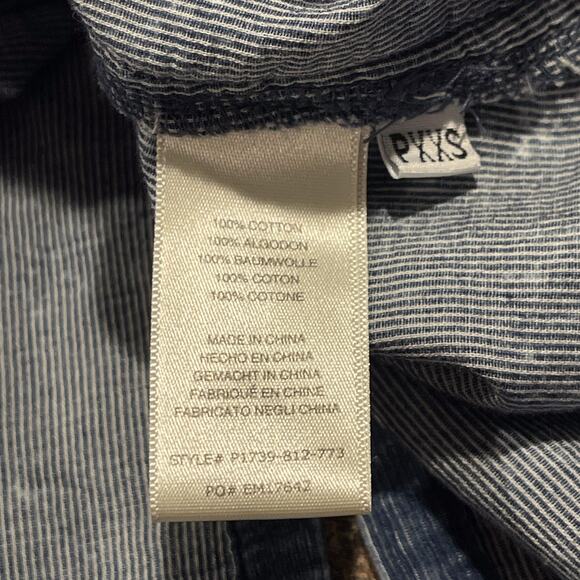 PXXS
100% COTTON
100% ALGODON
100% BAUMWOLLE
100% COTON
100% COTONE
MADE IN CHINA
HECHO EN CHINA
GEMACHT IN CHINA
FABRIQUÉ EN CHINE
FABRICATO NEGLI CHINA
STYLE# P1739-812-773
PO# EM17642